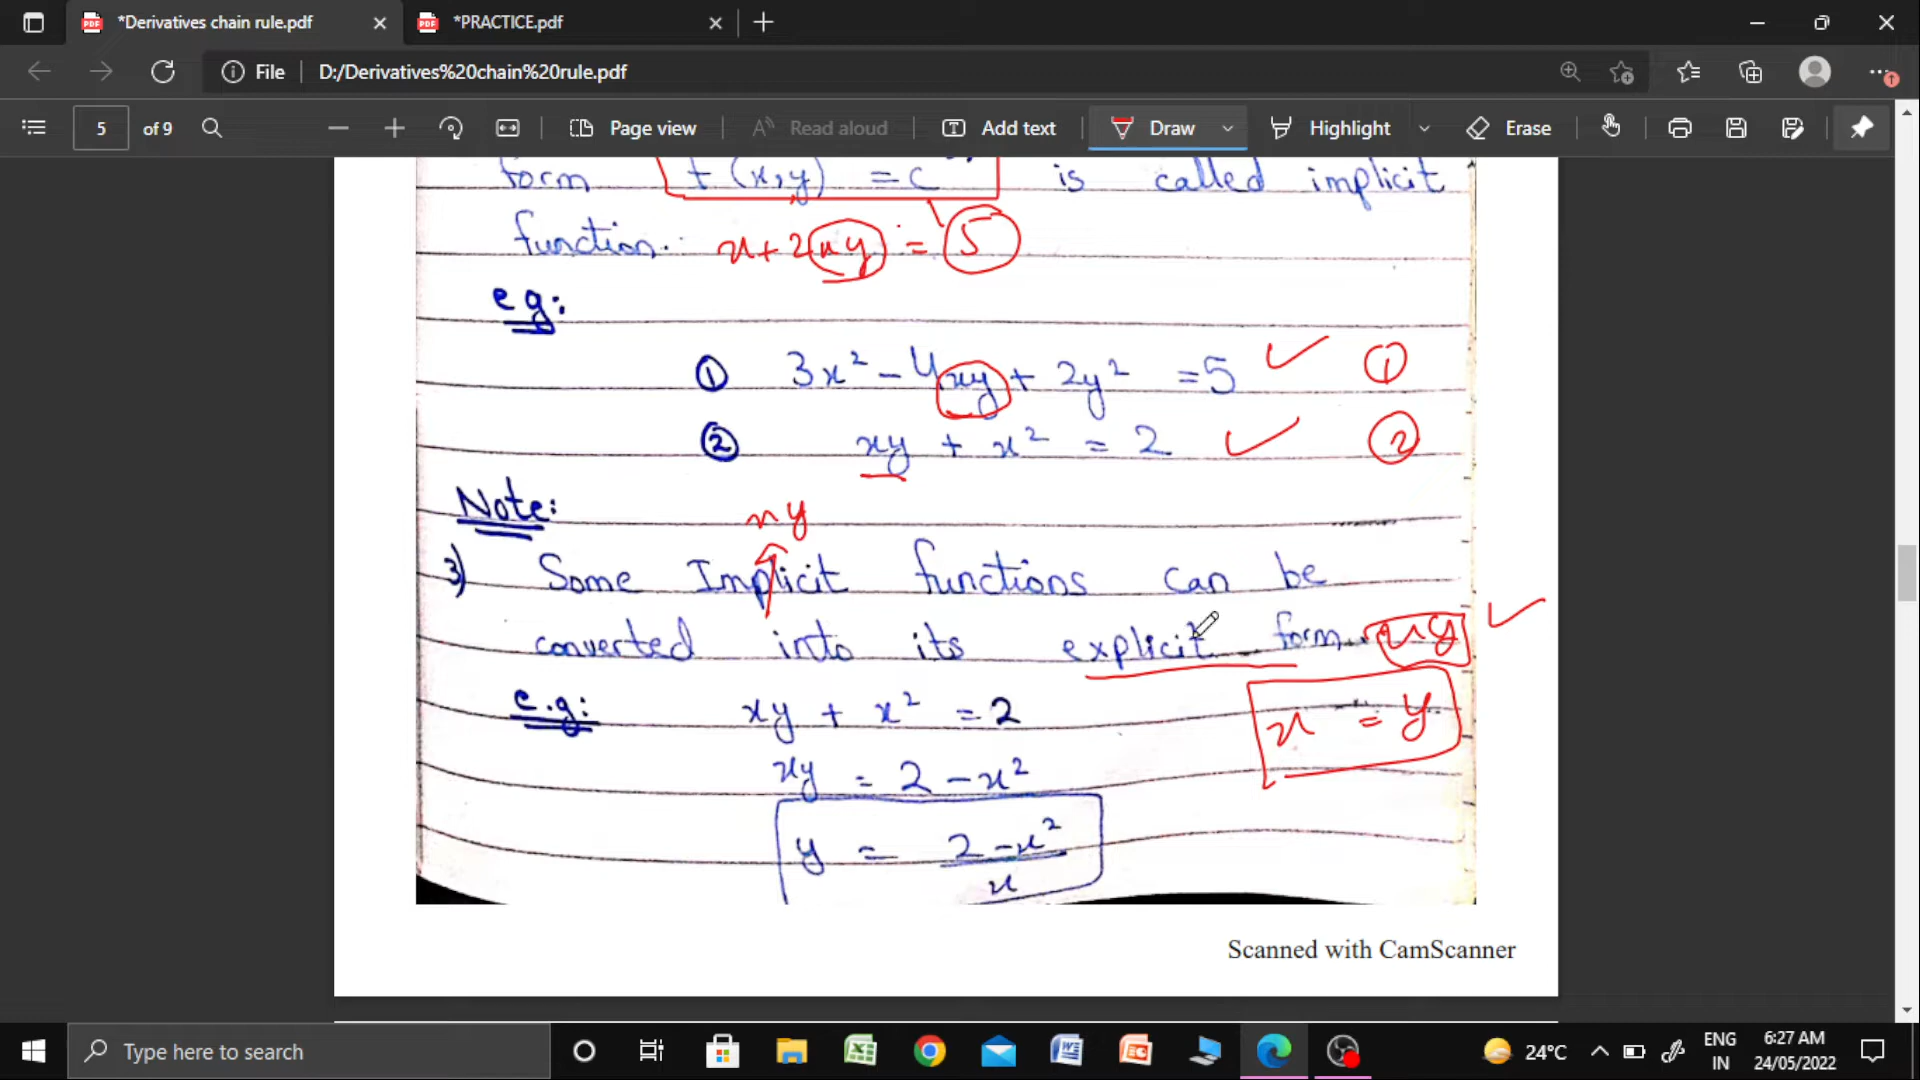 *Derivatives chain rule.pdf
*PRACTICE.pdf
File
D:/Derivatives%20chain%20rule.pdf
5 of 9
Page view
Read aloud
Add text
Draw
Highlight
Erase
form f(x,y) = c is called implicit
function. x + 2xy = 5
eg:
① 3x² - 4xy + 2y² = 5 ✓ ①
② xy + x² = 2 ✓ ②
Note:
xy
3) Some Implicit functions can be
converted into its explicit form. xy ✓
e.g: xy + x² = 2
x = y
xy = 2 - x²
y = (2 - x²)/x
Scanned with CamScanner
Type here to search
24°C
ENG
IN
6:27 AM
24/05/2022